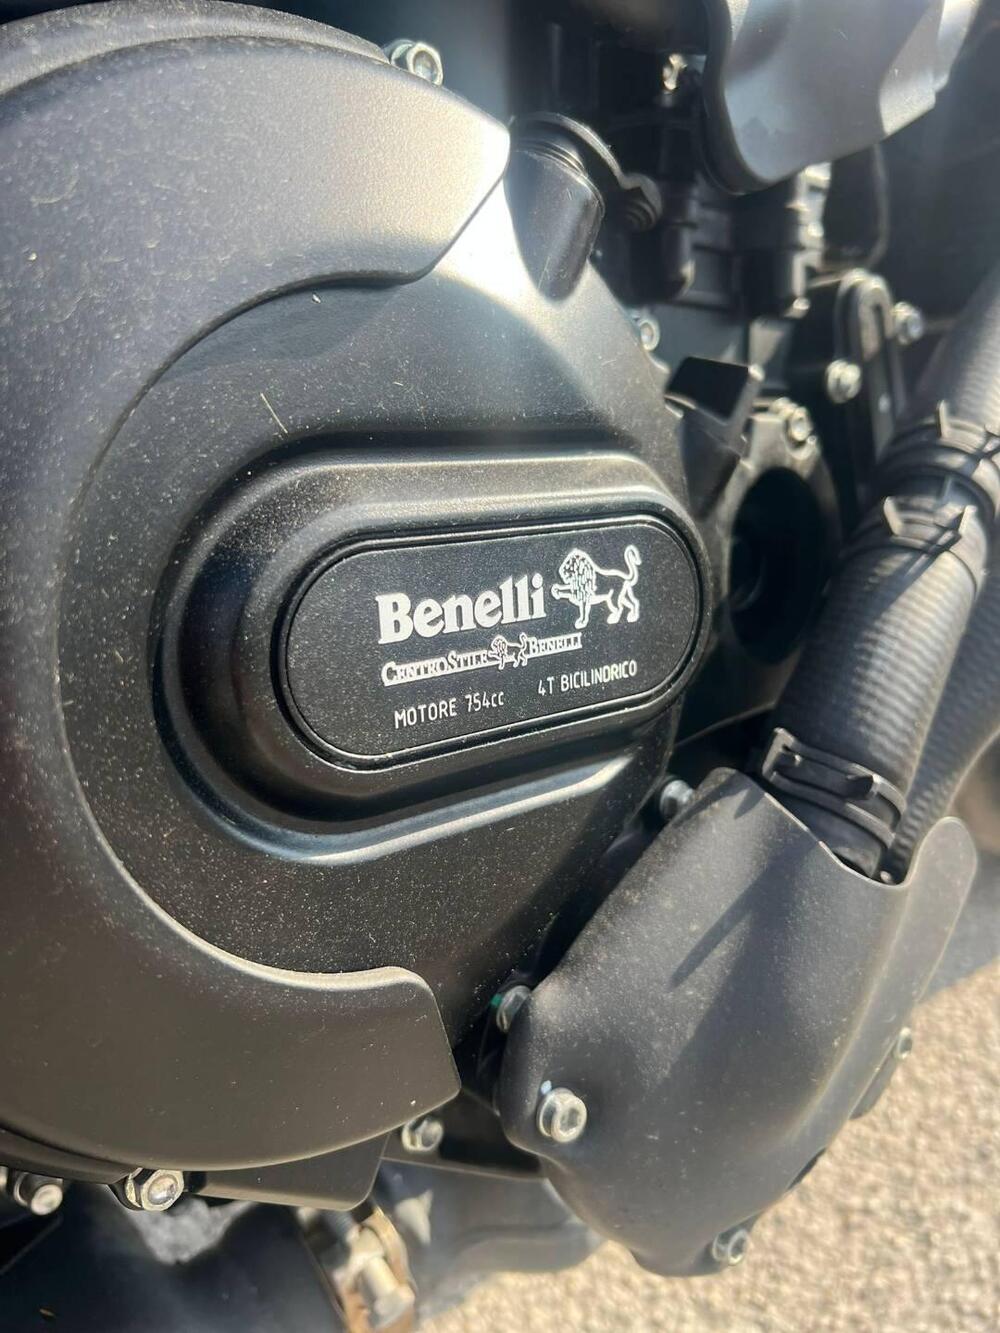 Benelli
CENTROSTILE BENELLI
MOTORE 754cc 4T BICILINDRICO